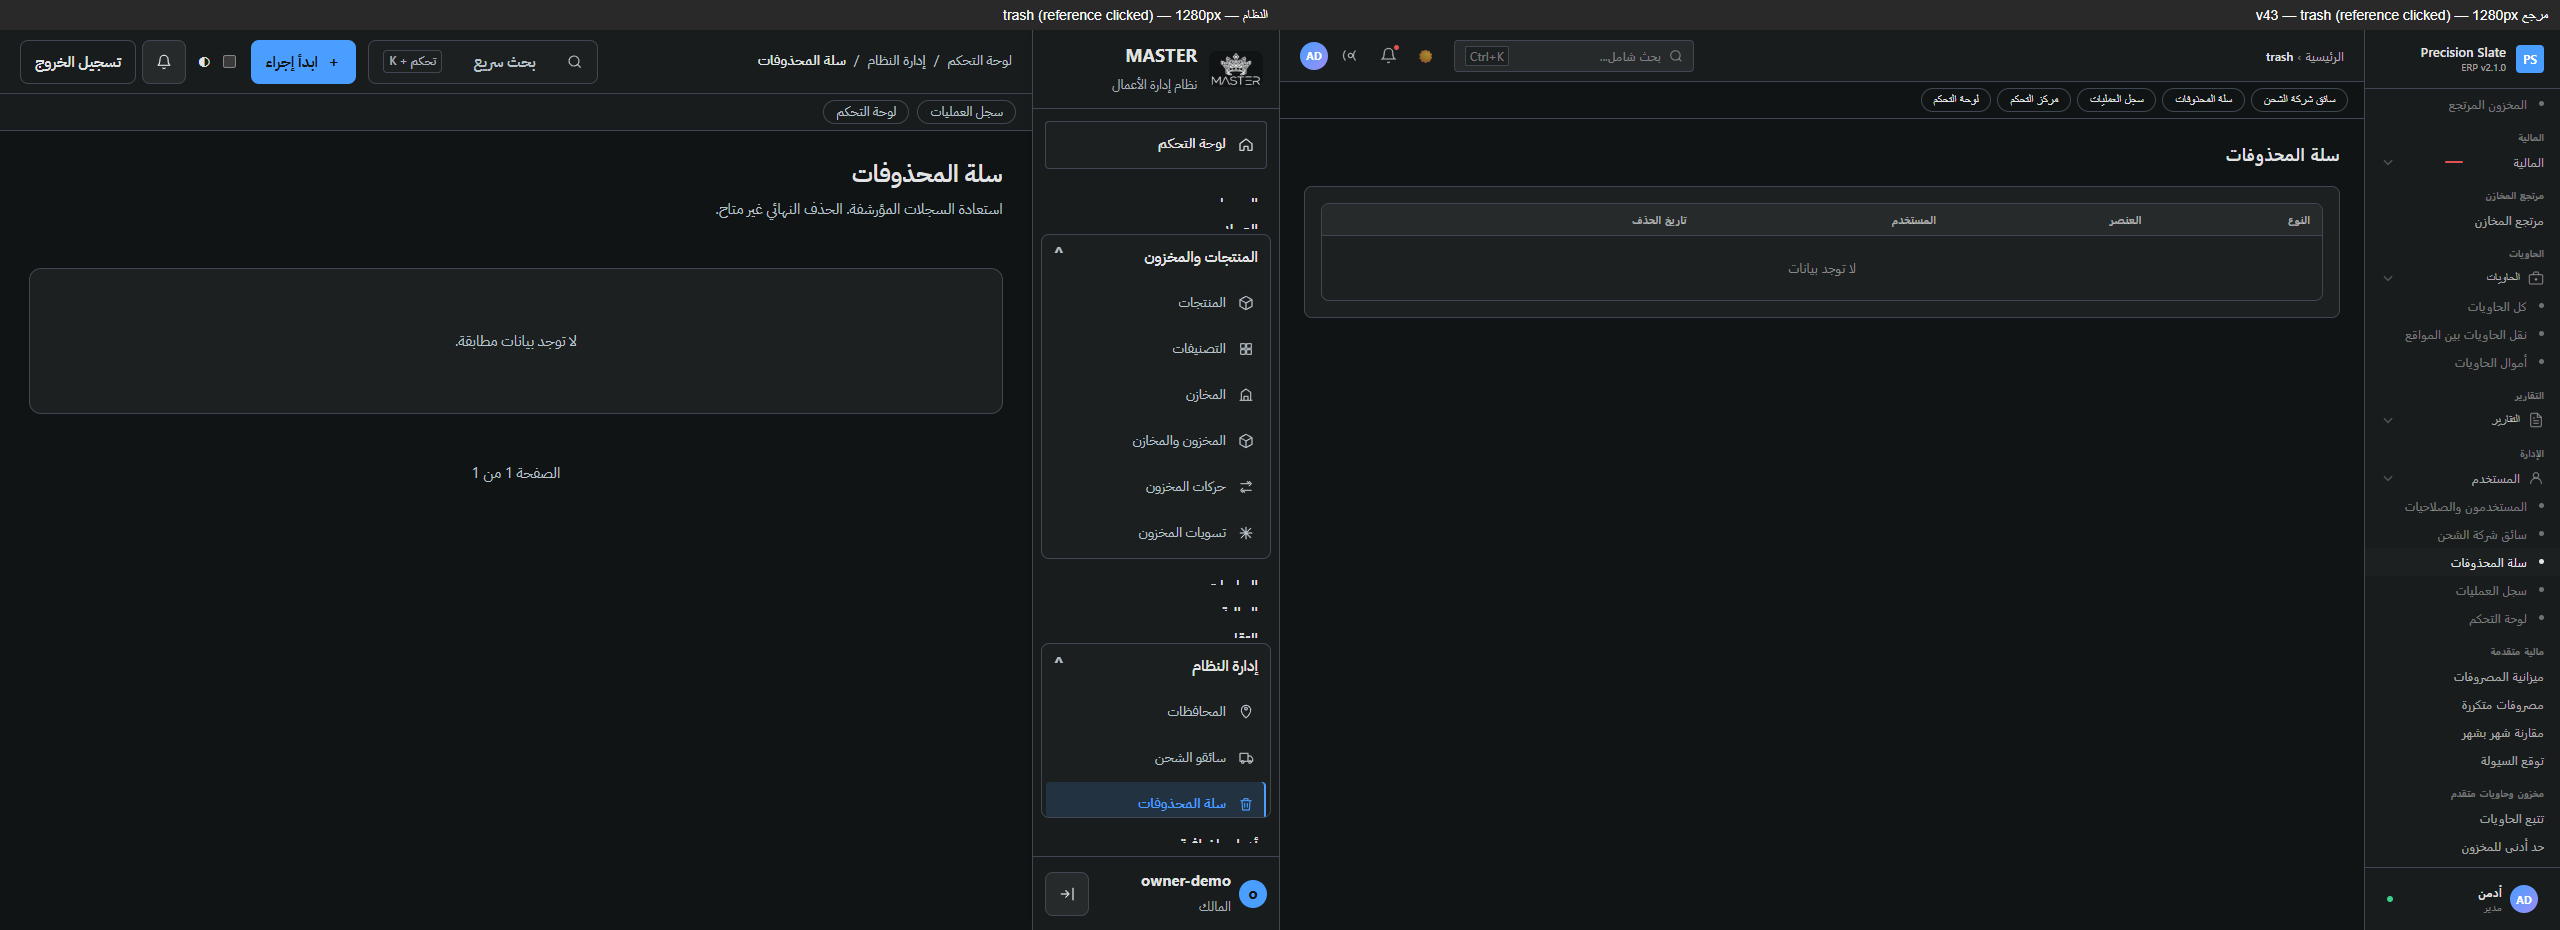 v43 — trash (reference clicked) — 1280px مرجع
PS
Precision Slate
ERP v2.1.0
المخزون المرتجع
المالية
المالية
مرتجع المخازن
مرتجع المخازن
الحاويات
الحاويات
كل الحاويات
نقل الحاويات بين المواقع
أموال الحاويات
التقارير
التقارير
الإدارة
المستخدم
المستخدمون والصلاحيات
سائق شركة الشحن
سلة المحذوفات
سجل العمليات
لوحة التحكم
مالية متقدمة
ميزانية المصروفات
مصروفات متكررة
مقارنة شهر بشهر
توقع السيولة
مخزون وحاويات متقدم
تتبع الحاويات
حد أدنى للمخزون
AD
أدمن
مدير
الرئيسية › trash
بحث شامل...
Ctrl+K
AD
سائق شركة الشحن
سلة المحذوفات
سجل العمليات
مركز التحكم
لوحة التحكم
سلة المحذوفات
النوع العنصر المستخدم تاريخ الحذف
لا توجد بيانات
trash (reference clicked) — 1280px — النظام
MASTER
MASTER
نظام إدارة الأعمال
لوحة التحكم
المنتجات والمخزون
المنتجات
التصنيفات
المخازن
المخزون والمخازن
حركات المخزون
تسويات المخزون
إدارة النظام
المحافظات
سائقو الشحن
سلة المحذوفات
o
owner-demo
المالك
لوحة التحكم / إدارة النظام / سلة المحذوفات
بحث سريع
تحكم + K
+ ابدأ إجراء
تسجيل الخروج
سجل العمليات
لوحة التحكم
سلة المحذوفات
استعادة السجلات المؤرشفة. الحذف النهائي غير متاح.
لا توجد بيانات مطابقة.
الصفحة 1 من 1